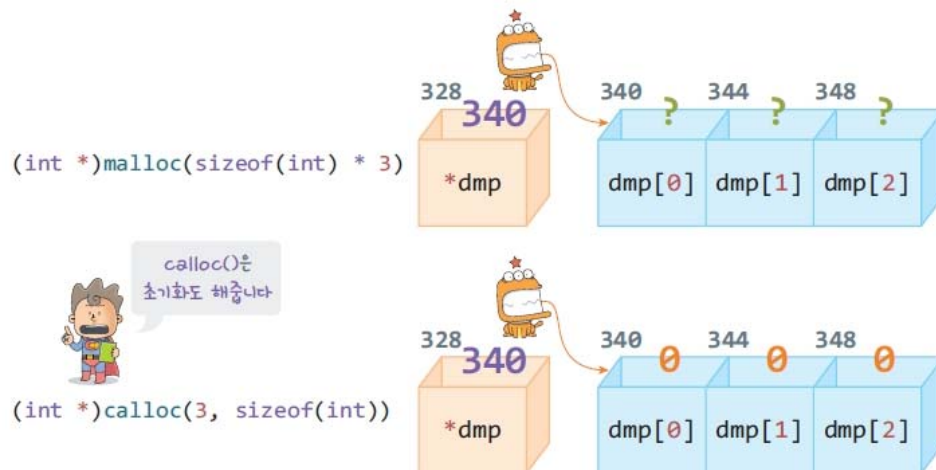 328
340
340 344 348
? ? ?
(int *)malloc(sizeof(int) * 3)
*dmp
dmp[0] dmp[1] dmp[2]
calloc()은
초기화도 해줍니다
328
340
340 344 348
0 0 0
(int *)calloc(3, sizeof(int))
*dmp
dmp[0] dmp[1] dmp[2]